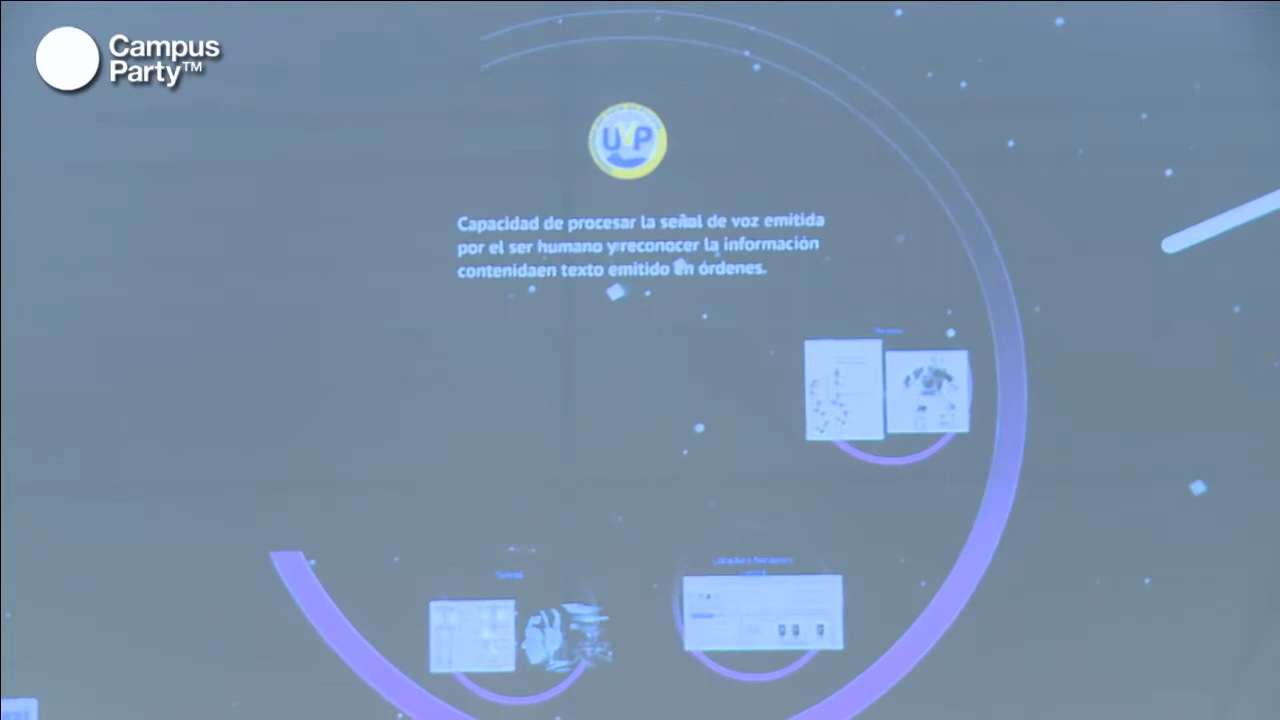 Campus
Party™
UVP
Capacidad de procesar la señal de voz emitida
por el ser humano y reconocer la información
contenidaen texto emitido en órdenes.